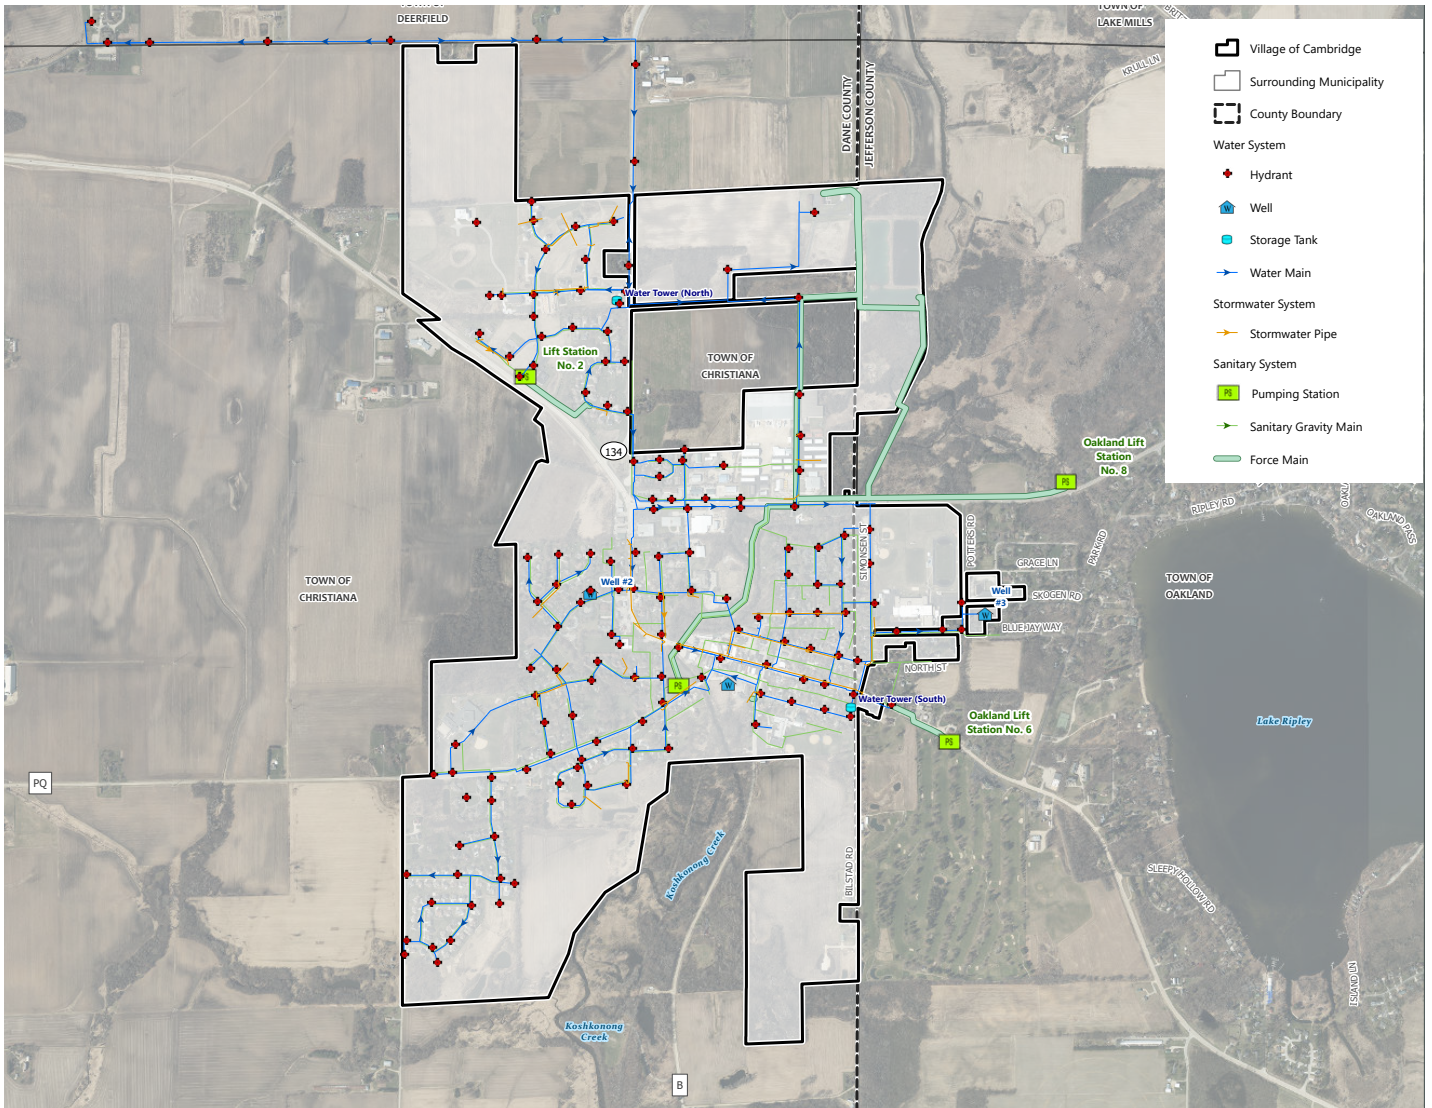 TOWN OF
DEERFIELD
TOWN OF
LAKE MILLS
KRULL LN
DANE COUNTY
JEFFERSON COUNTY
Village of Cambridge
Surrounding Municipality
County Boundary
Water System
Hydrant
W
Well
Storage Tank
Water Main
Stormwater System
Stormwater Pipe
Sanitary System
PS
Pumping Station
Sanitary Gravity Main
Force Main
Water Tower (North)
Lift Station
No. 2
PS
TOWN OF
CHRISTIANA
134
Oakland Lift
Station
No. 8
PS
RIPLEY RD
OAKLAND PASS
SIMONSEN ST
POTTERS RD
PARK RD
GRACE LN
SKOGEN RD
BLUE JAY WAY
NORTH ST
TOWN OF
OAKLAND
TOWN OF
CHRISTIANA
Well #2
W
Well
#3
W
PS
W
Water Tower (South)
Oakland Lift
Station No. 6
PS
Lake Ripley
PQ
Koshkonong Creek
BILSTAD RD
SLEEPY HOLLOW RD
ISLAND LN
Koshkonong
Creek
B